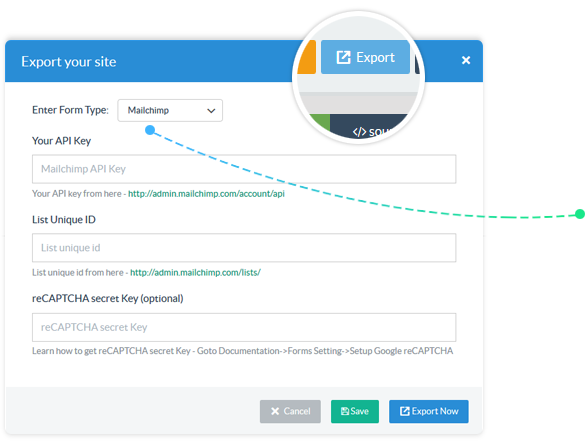 Export your site
Export
</> SOU
Enter Form Type: Mailchimp
Your API Key
Mailchimp API Key
Your API key from here - http://admin.mailchimp.com/account/api
List Unique ID
List unique id
List unique id from here - http://admin.mailchimp.com/lists/
reCAPTCHA secret Key (optional)
reCAPTCHA secret Key
Learn how to get reCAPTCHA secret Key - Goto Documentation->Forms Setting->Setup Google reCAPTCHA
Cancel Save Export Now